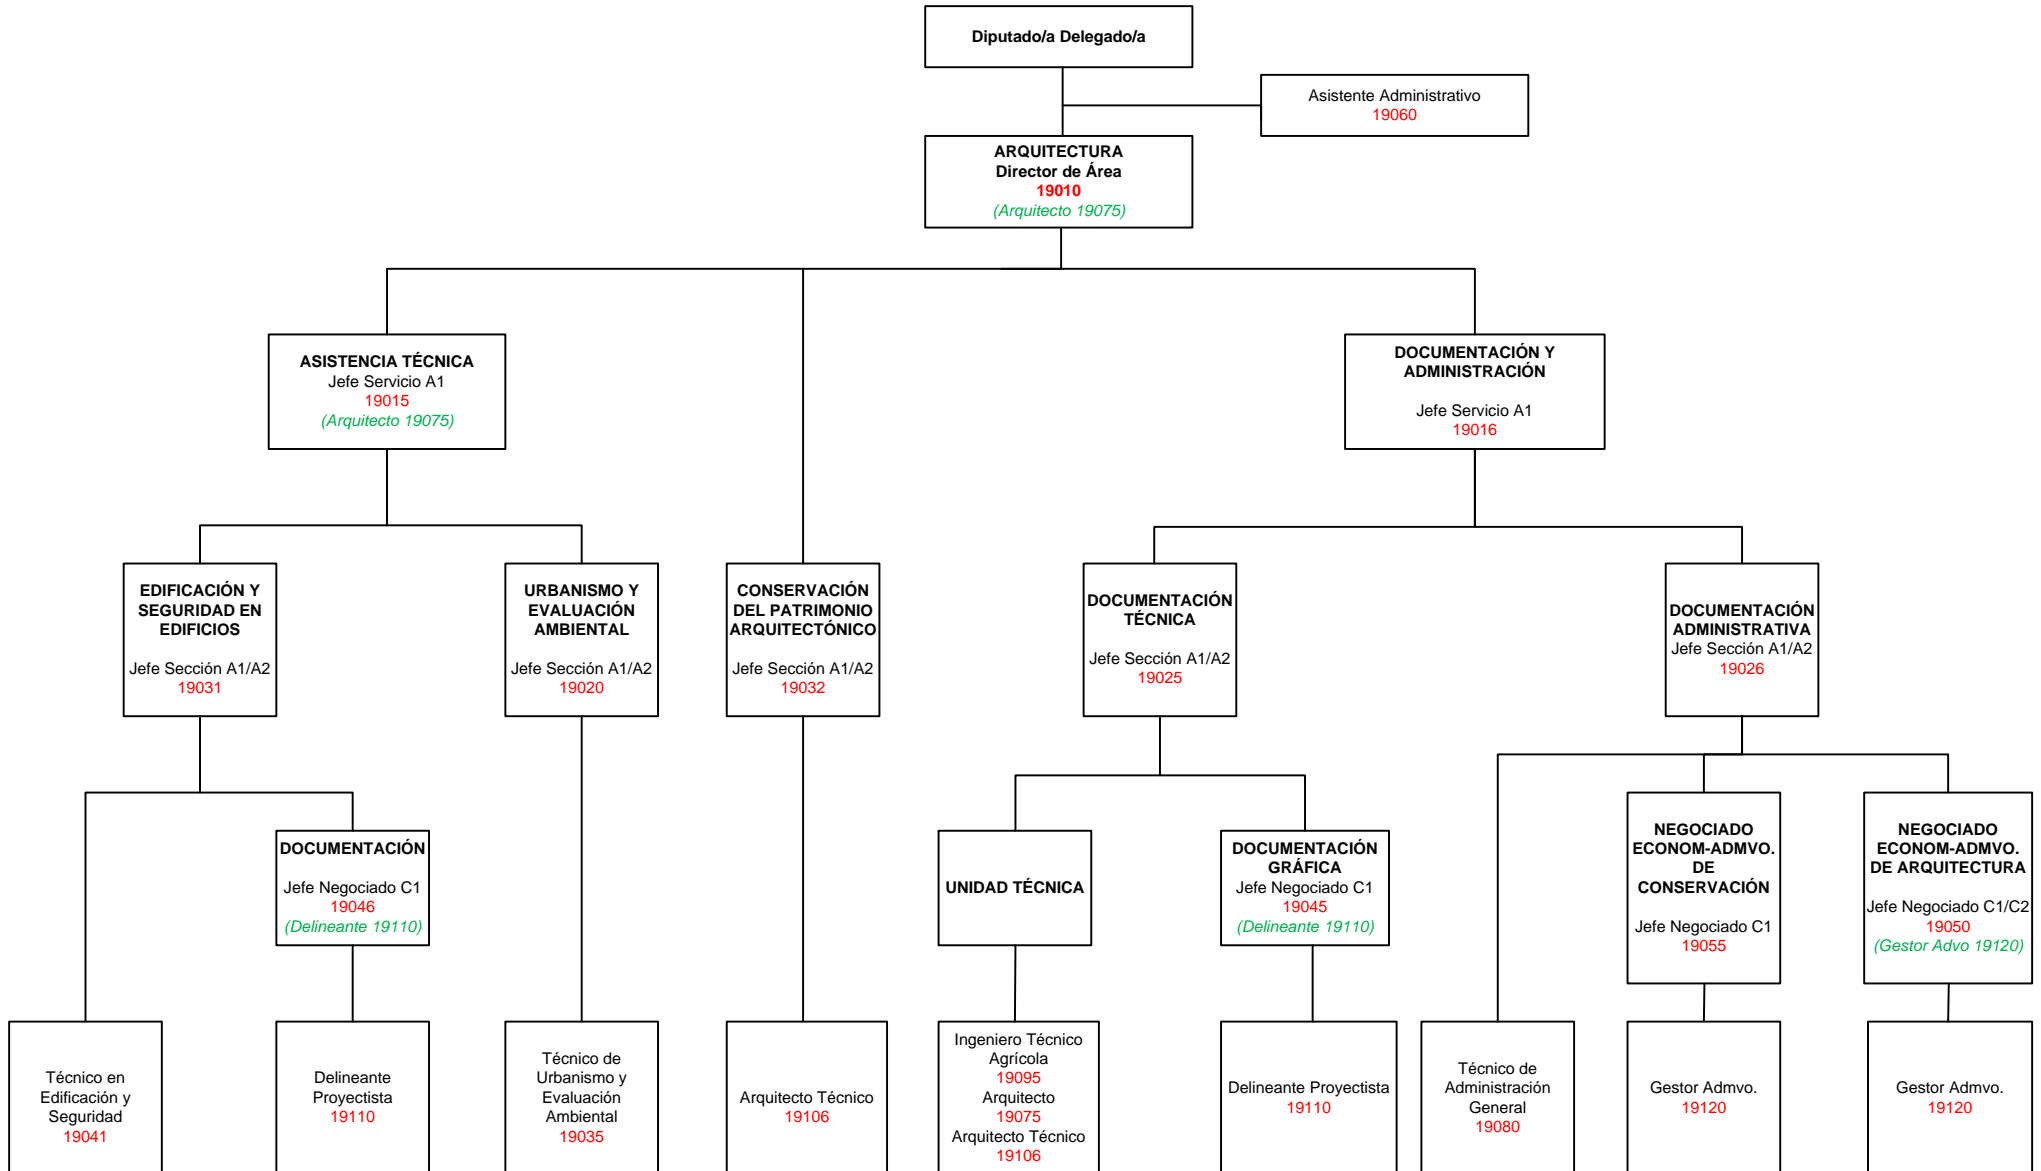 Diputado/a Delegado/a
Asistente Administrativo
19060
ARQUITECTURA
Director de Área
19010
(Arquitecto 19075)
ASISTENCIA TÉCNICA
Jefe Servicio A1
19015
(Arquitecto 19075)
DOCUMENTACIÓN Y
ADMINISTRACIÓN
Jefe Servicio A1
19016
EDIFICACIÓN Y
SEGURIDAD EN
EDIFICIOS
Jefe Sección A1/A2
19031
URBANISMO Y
EVALUACIÓN
AMBIENTAL
Jefe Sección A1/A2
19020
CONSERVACIÓN
DEL PATRIMONIO
ARQUITECTÓNICO
Jefe Sección A1/A2
19032
DOCUMENTACIÓN
TÉCNICA
Jefe Sección A1/A2
19025
DOCUMENTACIÓN
ADMINISTRATIVA
Jefe Sección A1/A2
19026
DOCUMENTACIÓN
Jefe Negociado C1
19046
(Delineante 19110)
UNIDAD TÉCNICA
DOCUMENTACIÓN
GRÁFICA
Jefe Negociado C1
19045
(Delineante 19110)
NEGOCIADO
ECONOM-ADMVO.
DE
CONSERVACIÓN
Jefe Negociado C1
19055
NEGOCIADO
ECONOM-ADMVO.
DE ARQUITECTURA
Jefe Negociado C1/C2
19050
(Gestor Advo 19120)
Técnico en
Edificación y
Seguridad
19041
Delineante
Proyectista
19110
Técnico de
Urbanismo y
Evaluación
Ambiental
19035
Arquitecto Técnico
19106
Ingeniero Técnico
Agrícola
19095
Arquitecto
19075
Arquitecto Técnico
19106
Delineante Proyectista
19110
Técnico de
Administración
General
19080
Gestor Admvo.
19120
Gestor Admvo.
19120